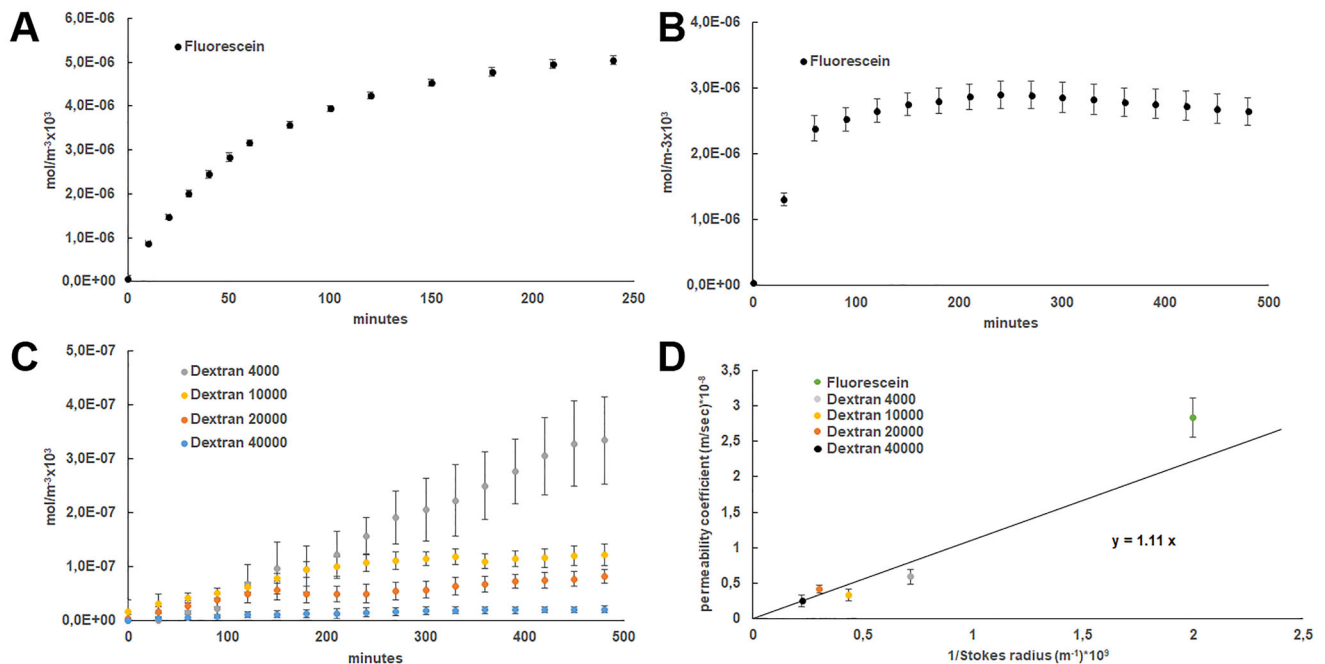 A
6,0E-06
5,0E-06
4,0E-06
3,0E-06
2,0E-06
1,0E-06
0,0E+00
mol/m⁻³x10³
Fluorescein
0 50 100 150 210 250
minutes
B
4,0E-06
3,0E-06
2,0E-06
1,0E-06
0,0E+00
mol/m-3x10³
Fluorescein
0 100 200 300 400 500
minutes
C
5,0E-07
4,0E-07
3,0E-07
2,0E-07
1,0E-07
0,0E+00
mol/m⁻³x10³
Dextran 4000
Dextran 10000
Dextran 20000
Dextran 40000
0 100 200 300 400 500
minutes
D
3,5
3
2,5
2
1,5
1
0,5
0
permeability coefficient (m/sec)*10⁻⁸
Fluorescein
Dextran 4000
Dextran 10000
Dextran 20000
Dextran 40000
y = 1.11 x
0 0,5 1 1,5 2 2,5
1/Stokes radius (m⁻¹)*10⁹